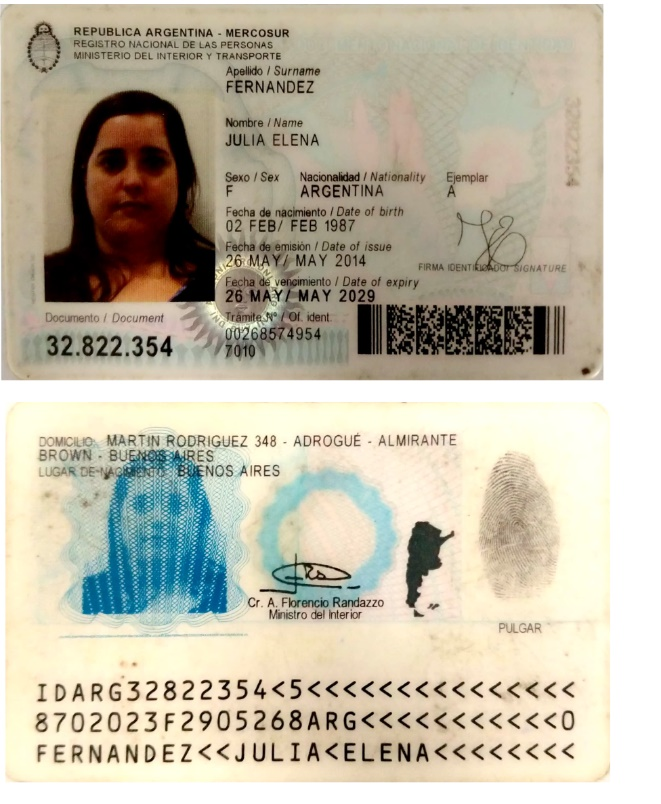 REPUBLICA ARGENTINA - MERCOSUR
REGISTRO NACIONAL DE LAS PERSONAS
MINISTERIO DEL INTERIOR Y TRANSPORTE
Apellido / Surname
FERNANDEZ
Nombre / Name
JULIA ELENA
Sexo / Sex Nacionalidad / Nationality Ejemplar
F ARGENTINA A
Fecha de nacimiento / Date of birth
02 FEB/ FEB 1987
Fecha de emisión / Date of issue
26 MAY/ MAY 2014
FIRMA IDENTIFICADO/ SIGNATURE
Fecha de vencimiento / Date of expiry
26 MAY/ MAY 2029
Documento / Document Trámite Nº / Of. ident.
32.822.354 00268574954
7010
32822354
DOMICILIO: MARTIN RODRIGUEZ 348 - ADROGUÉ - ALMIRANTE
BROWN - BUENOS AIRES
LUGAR DE NACIMIENTO: BUENOS AIRES
Cr. A. Florencio Randazzo
Ministro del Interior
PULGAR
IDARG32822354<5<<<<<<<<<<<<<<<
8702023F2905268ARG<<<<<<<<<<<0
FERNANDEZ<<JULIA<ELENA<<<<<<<<